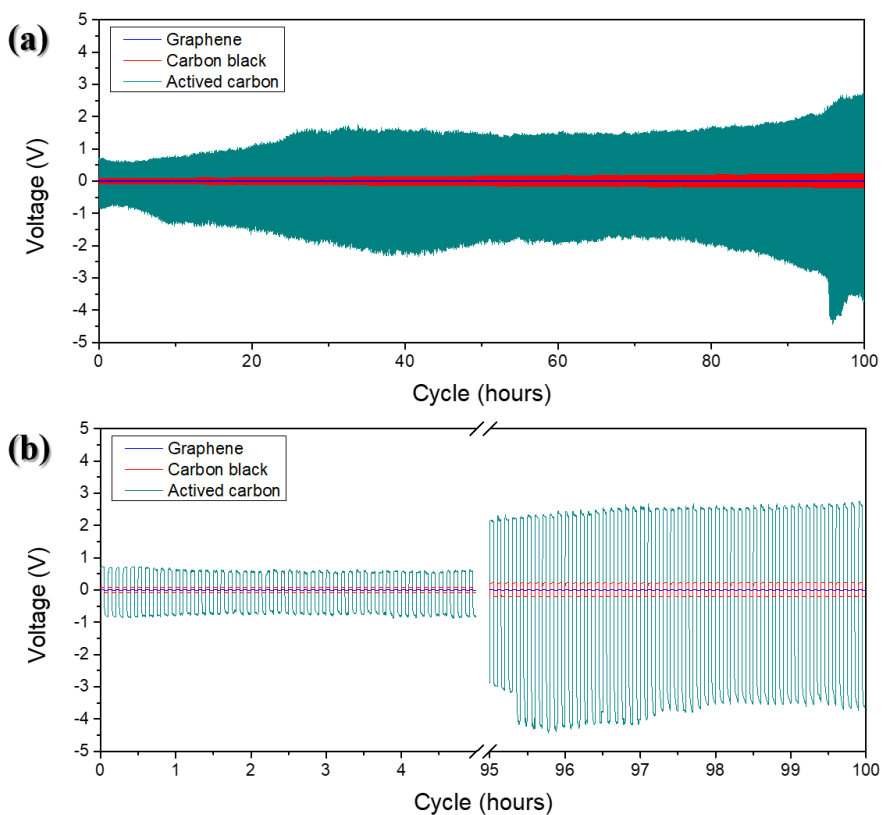 (a)
Graphene
Carbon black
Actived carbon
Voltage (V)
5
4
3
2
1
0
-1
-2
-3
-4
-5
0 20 40 60 80 100
Cycle (hours)
(b)
Graphene
Carbon black
Actived carbon
Voltage (V)
5
4
3
2
1
0
-1
-2
-3
-4
-5
0 1 2 3 4 95 96 97 98 99 100
Cycle (hours)